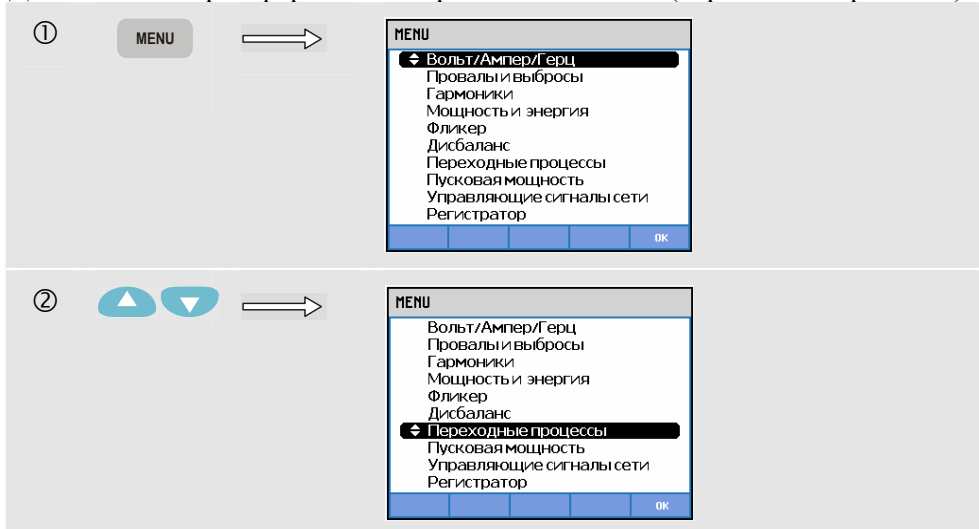 ①
MENU
MENU
Вольт/Ампер/Герц
Провалы и выбросы
Гармоники
Мощность и энергия
Фликер
Дисбаланс
Переходные процессы
Пусковая мощность
Управляющие сигналы сети
Регистратор
OK
②
MENU
Вольт/Ампер/Герц
Провалы и выбросы
Гармоники
Мощность и энергия
Фликер
Дисбаланс
Переходные процессы
Пусковая мощность
Управляющие сигналы сети
Регистратор
OK